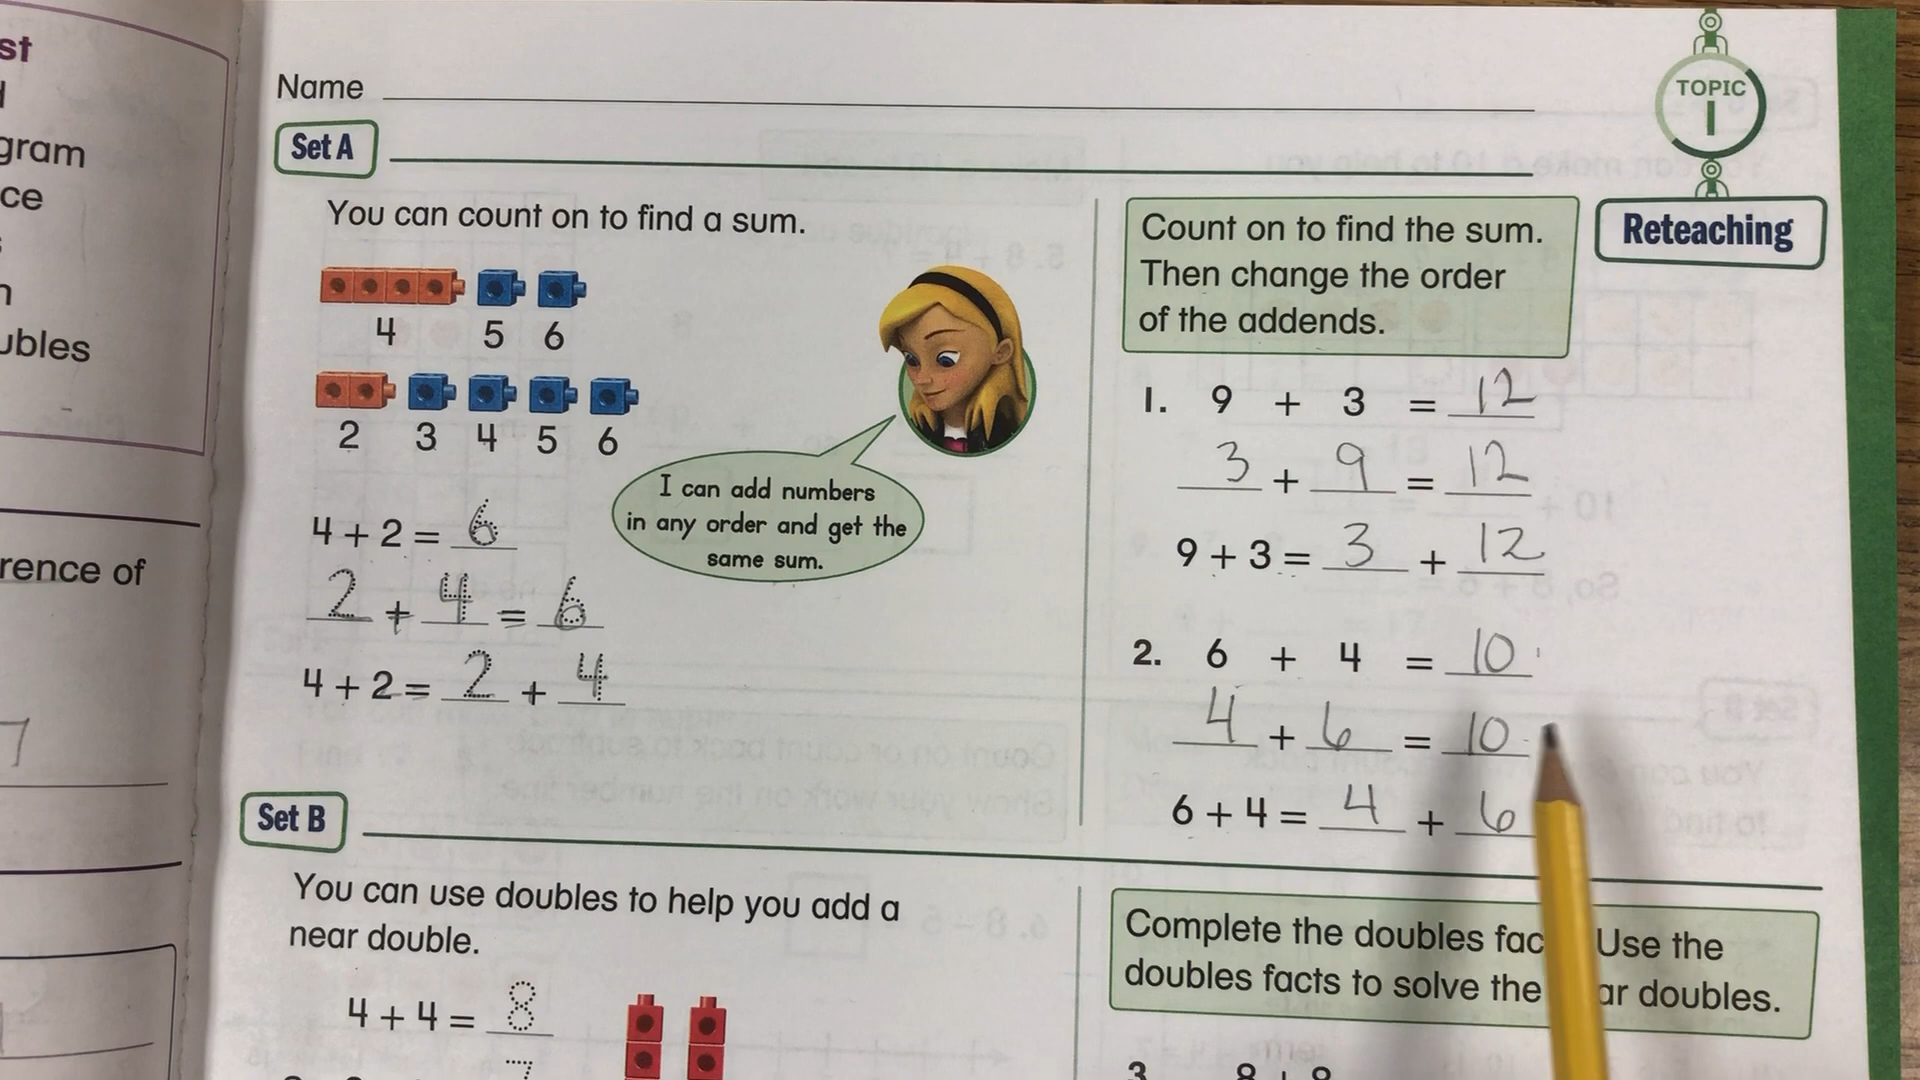 st
gram
ce
ubles
rence of
7
Name
TOPIC
1
Reteaching
Set A
You can count on to find a sum.
4 5 6
2 3 4 5 6
I can add numbers
in any order and get the
same sum.
4 + 2 = 6
2 + 4 = 6
4 + 2 = 2 + 4
Count on to find the sum.
Then change the order
of the addends.
1. 9 + 3 = 12
3 + 9 = 12
9 + 3 = 3 + 12
2. 6 + 4 = 10
4 + 6 = 10
6 + 4 = 4 + 6
Set B
You can use doubles to help you add a
near double.
4 + 4 = 8
Complete the doubles fac Use the
doubles facts to solve the ar doubles.
3.